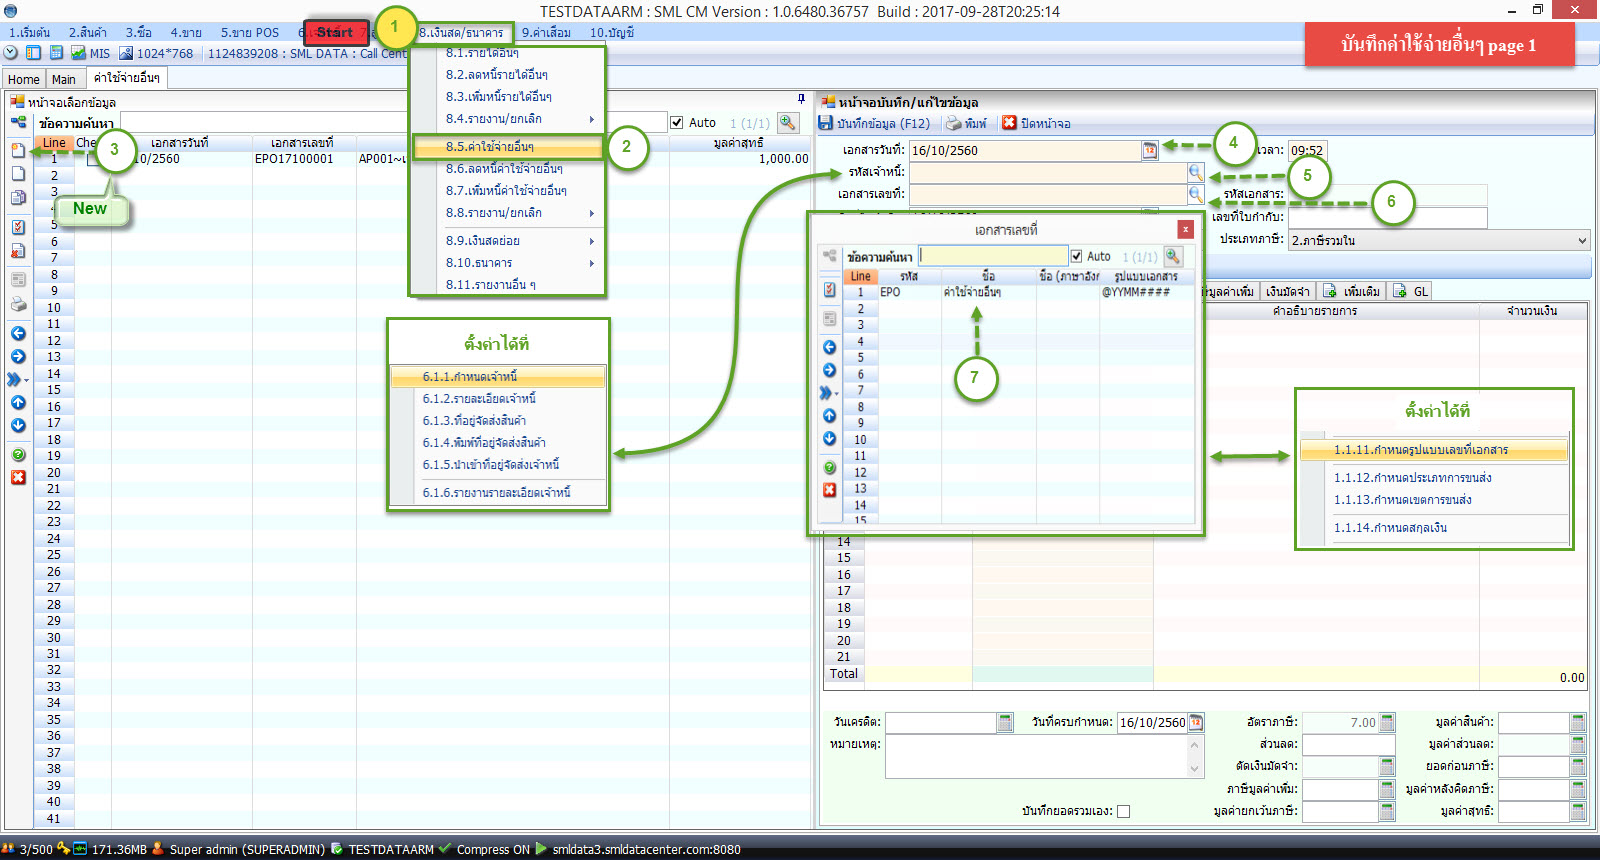 TESTDATAARM : SML CM Version : 1.0.6480.36757  Build : 2017-09-28T20:25:14
1.เริ่มต้น 2.สินค้า 3.ซื้อ 4.ขาย 5.ขาย POS Start 1 8.เงินสด/ธนาคาร 9.ค่าเสื่อม 10.บัญชี
บันทึกค่าใช้จ่ายอื่นๆ page 1
MIS 1024*768 1124839208 : SML DATA : Call Cent
Home Main ค่าใช้จ่ายอื่นๆ
หน้าจอเลือกข้อมูล
ข้อความค้นหา Auto 1 (1/1)
Line Che เอกสารวันที่ เอกสารเลขที่ มูลค่าสุทธิ
1 0/2560 EPO17100001 AP001~ 1,000.00
2
3
5
6
7
8
9
10
11
12
13
14
15
16
17
18
19
20
21
22
23
24
25
26
27
28
29
30
31
32
33
34
35
36
37
38
39
40
41
3
New
8.1.รายได้อื่นๆ
8.2.ลดหนี้รายได้อื่นๆ
8.3.เพิ่มหนี้รายได้อื่นๆ
8.4.รายงาน/ยกเลิก
8.5.ค่าใช้จ่ายอื่นๆ
2
8.6.ลดหนี้ค่าใช้จ่ายอื่นๆ
8.7.เพิ่มหนี้ค่าใช้จ่ายอื่นๆ
8.8.รายงาน/ยกเลิก
8.9.เงินสดย่อย
8.10.ธนาคาร
8.11.รายงานอื่น ๆ
ตั้งค่าได้ที่
6.1.1.กำหนดเจ้าหนี้
6.1.2.รายละเอียดเจ้าหนี้
6.1.3.ที่อยู่จัดส่งสินค้า
6.1.4.พิมพ์ที่อยู่จัดส่งสินค้า
6.1.5.นำเข้าที่อยู่จัดส่งเจ้าหนี้
6.1.6.รายงานรายละเอียดเจ้าหนี้
หน้าจอบันทึก/แก้ไขข้อมูล
บันทึกข้อมูล (F12) พิมพ์ ปิดหน้าจอ
เอกสารวันที่: 16/10/2560 12 4 เวลา: 09:52
รหัสเจ้าหนี้: 5
เอกสารเลขที่: รหัสเอกสาร:
6
เลขที่ใบกำกับ:
ประเภทภาษี: 2.ภาษีรวมใน
เงินมัดจำ เพิ่มเติม GL
คำอธิบายรายการ จำนวนเงิน
เอกสารเลขที่ x
ข้อความค้นหา Auto 1 (1/1)
Line รหัส ชื่อ ชื่อ (ภาษาอัง รูปแบบเอกสาร
1 EPO ค่าใช้จ่ายอื่นๆ @YYMM####
2
3
4
5
6
7
8
9
10
11
12
13
14
15
7
ตั้งค่าได้ที่
1.1.11.กำหนดรูปแบบเลขที่เอกสาร
1.1.12.กำหนดประเภทการขนส่ง
1.1.13.กำหนดเขตการขนส่ง
1.1.14.กำหนดสกุลเงิน
14
15
16
17
18
19
20
21
Total 0.00
วันเครดิต: วันที่ครบกำหนด: 16/10/2560 12 อัตราภาษี: 7.00 มูลค่าสินค้า:
หมายเหตุ: ส่วนลด: มูลค่าส่วนลด:
ตัดเงินมัดจำ: ยอดก่อนภาษี:
ภาษีมูลค่าเพิ่ม: มูลค่าหลังคิดภาษี:
บันทึกยอดรวมเอง: มูลค่ายกเว้นภาษี: มูลค่าสุทธิ:
3/500 171.36MB Super admin (SUPERADMIN) TESTDATAARM Compress ON smldata3.smldatacenter.com:8080